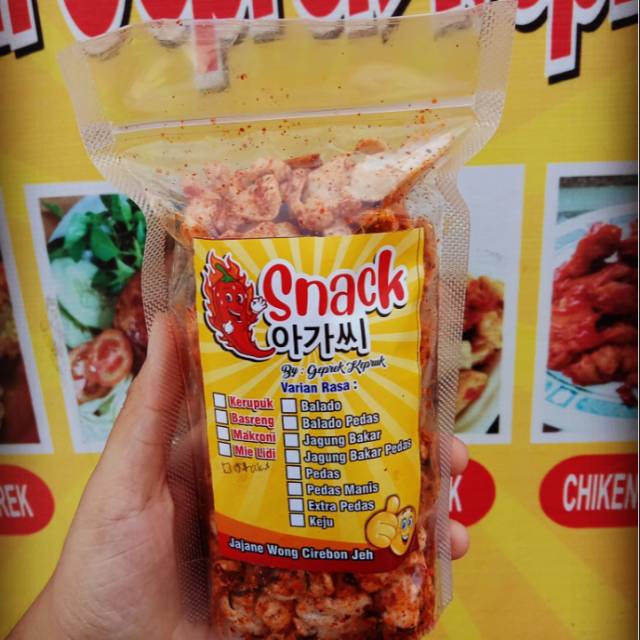 Snack
아가씨
By : Geprek Kepruk
Varian Rasa :
Kerupuk
Basreng
Makroni
Mie Lidi
Balado
Balado Pedas
Jagung Bakar
Jagung Bakar Pedas
Pedas
Pedas Manis
Extra Pedas
Keju
Jajane Wong Cirebon Jeh
REK
K
CHIKEN